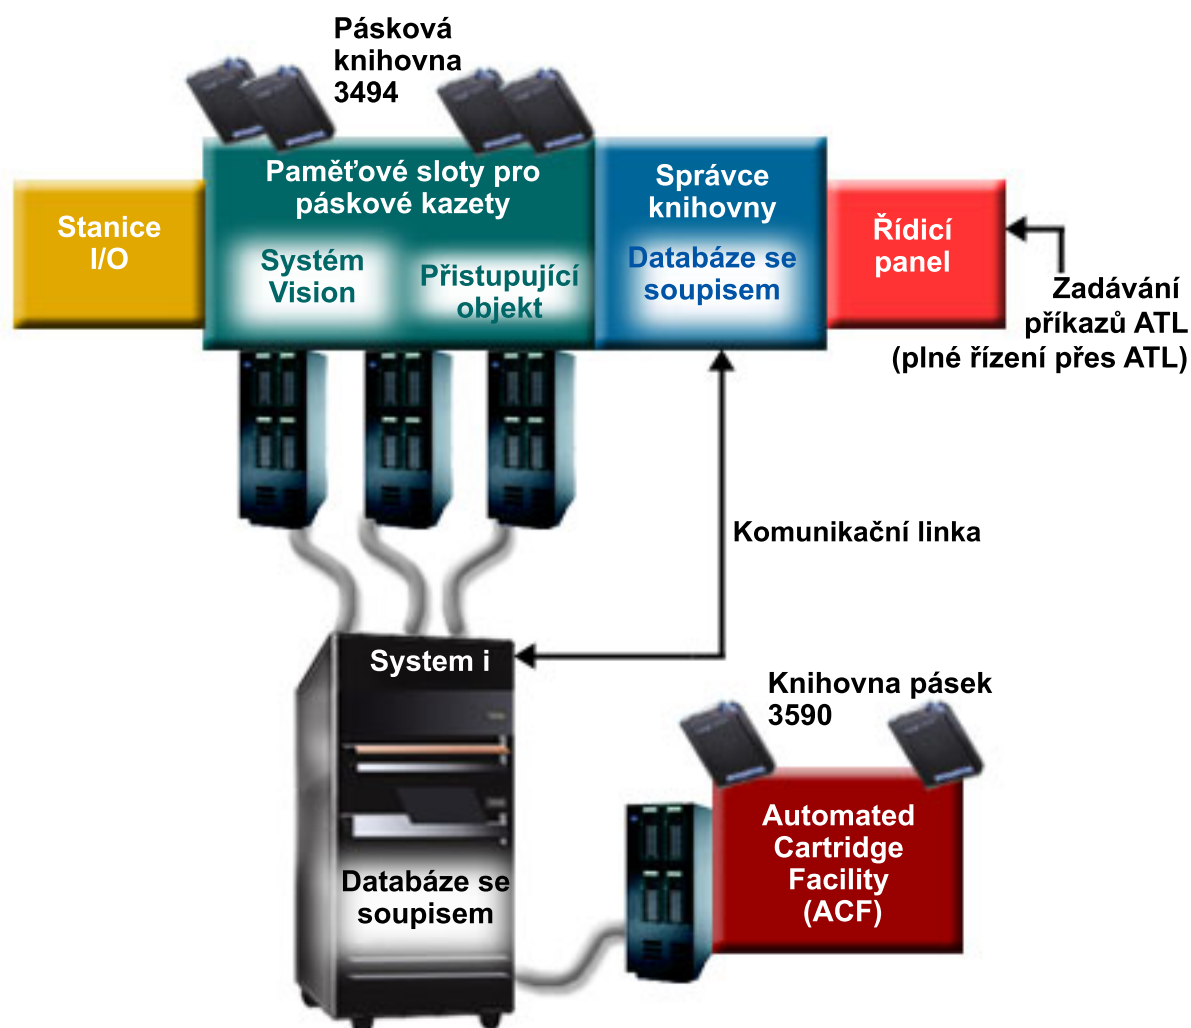 Pásková
knihovna
3494
Paměťové sloty pro
páskové kazety
Správce
knihovny
Stanice
I/O
Řídicí
panel
Systém
Vision
Přistupující
objekt
Databáze se
soupisem
Zadávání
příkazů ATL
(plné řízení přes ATL)
Komunikační linka
System i
Knihovna pásek
3590
Automated
Cartridge
Facility
(ACF)
Databáze se
soupisem